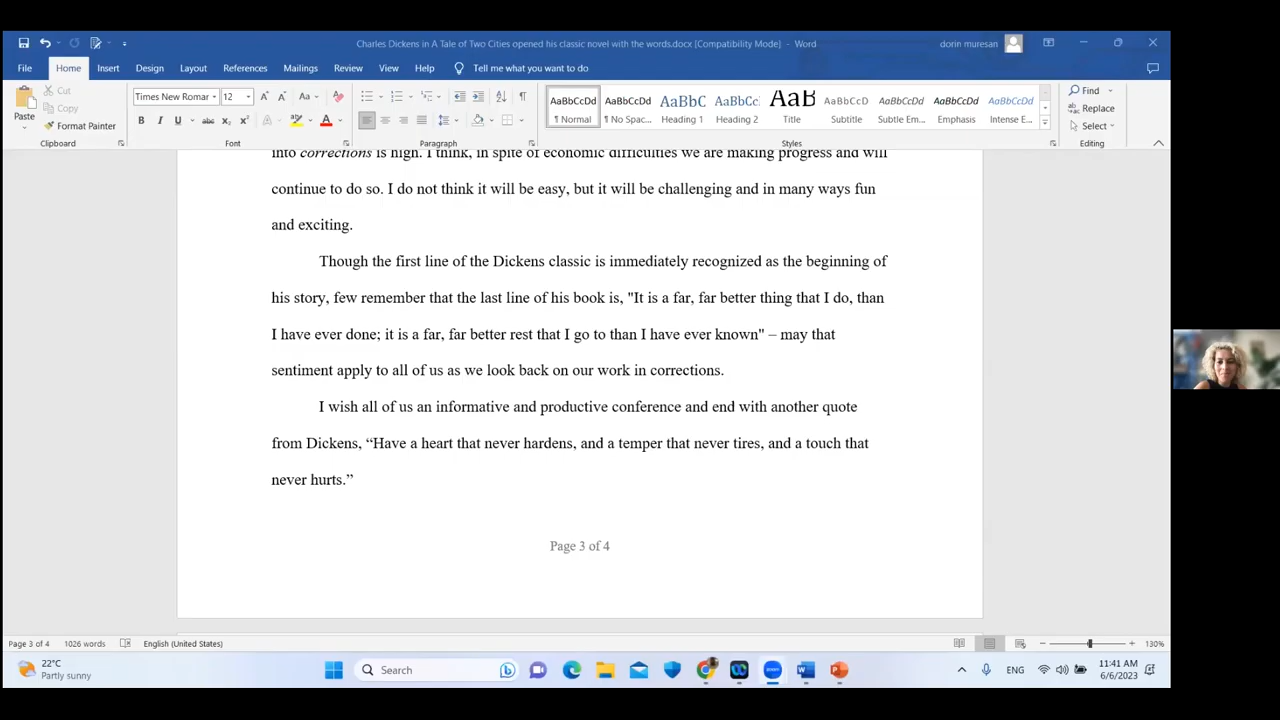 Charles Dickens in A Tale of Two Cities opened his classic novel with the words.docx [Compatibility Mode] - Word
dorin muresan
File Home Insert Design Layout References Mailings Review View Help Tell me what you want to do
Paste
Cut
Copy
Format Painter
Clipboard
Times New Romar 12
Font
Paragraph
AaBbCcDd AaBbCcDd AaBbC AaBbCc: AaB AaBbCcD AaBbCcDd AaBbCcDd AaBbCcDd
¶ Normal ¶ No Spac... Heading 1 Heading 2 Title Subtitle Subtle Em... Emphasis Intense E...
Styles
Find
Replace
Select
Editing
into corrections is high. I think, in spite of economic difficulties we are making progress and will
continue to do so. I do not think it will be easy, but it will be challenging and in many ways fun
and exciting.
Though the first line of the Dickens classic is immediately recognized as the beginning of
his story, few remember that the last line of his book is, "It is a far, far better thing that I do, than
I have ever done; it is a far, far better rest that I go to than I have ever known" – may that
sentiment apply to all of us as we look back on our work in corrections.
I wish all of us an informative and productive conference and end with another quote
from Dickens, “Have a heart that never hardens, and a temper that never tires, and a touch that
never hurts.”
Page 3 of 4
Page 3 of 4 1026 words English (United States) 130%
22°C
Partly sunny
Search
ENG
11:41 AM
6/6/2023